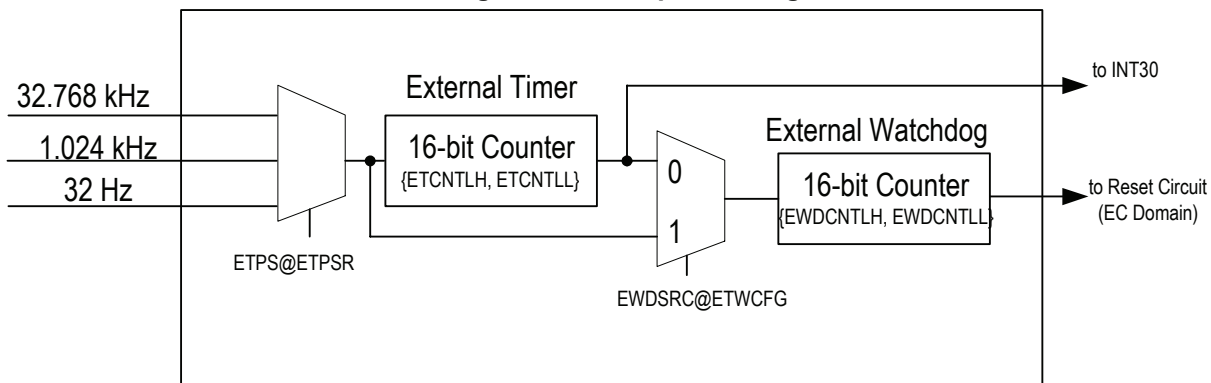 32.768 kHz
1.024 kHz
32 Hz
External Timer
16-bit Counter
{ETCNTLH, ETCNTLL}
ETPS@ETPSR
0
1
EWDSRC@ETWCFG
External Watchdog
16-bit Counter
{EWDCNTLH, EWDCNTLL}
to INT30
to Reset Circuit
(EC Domain)